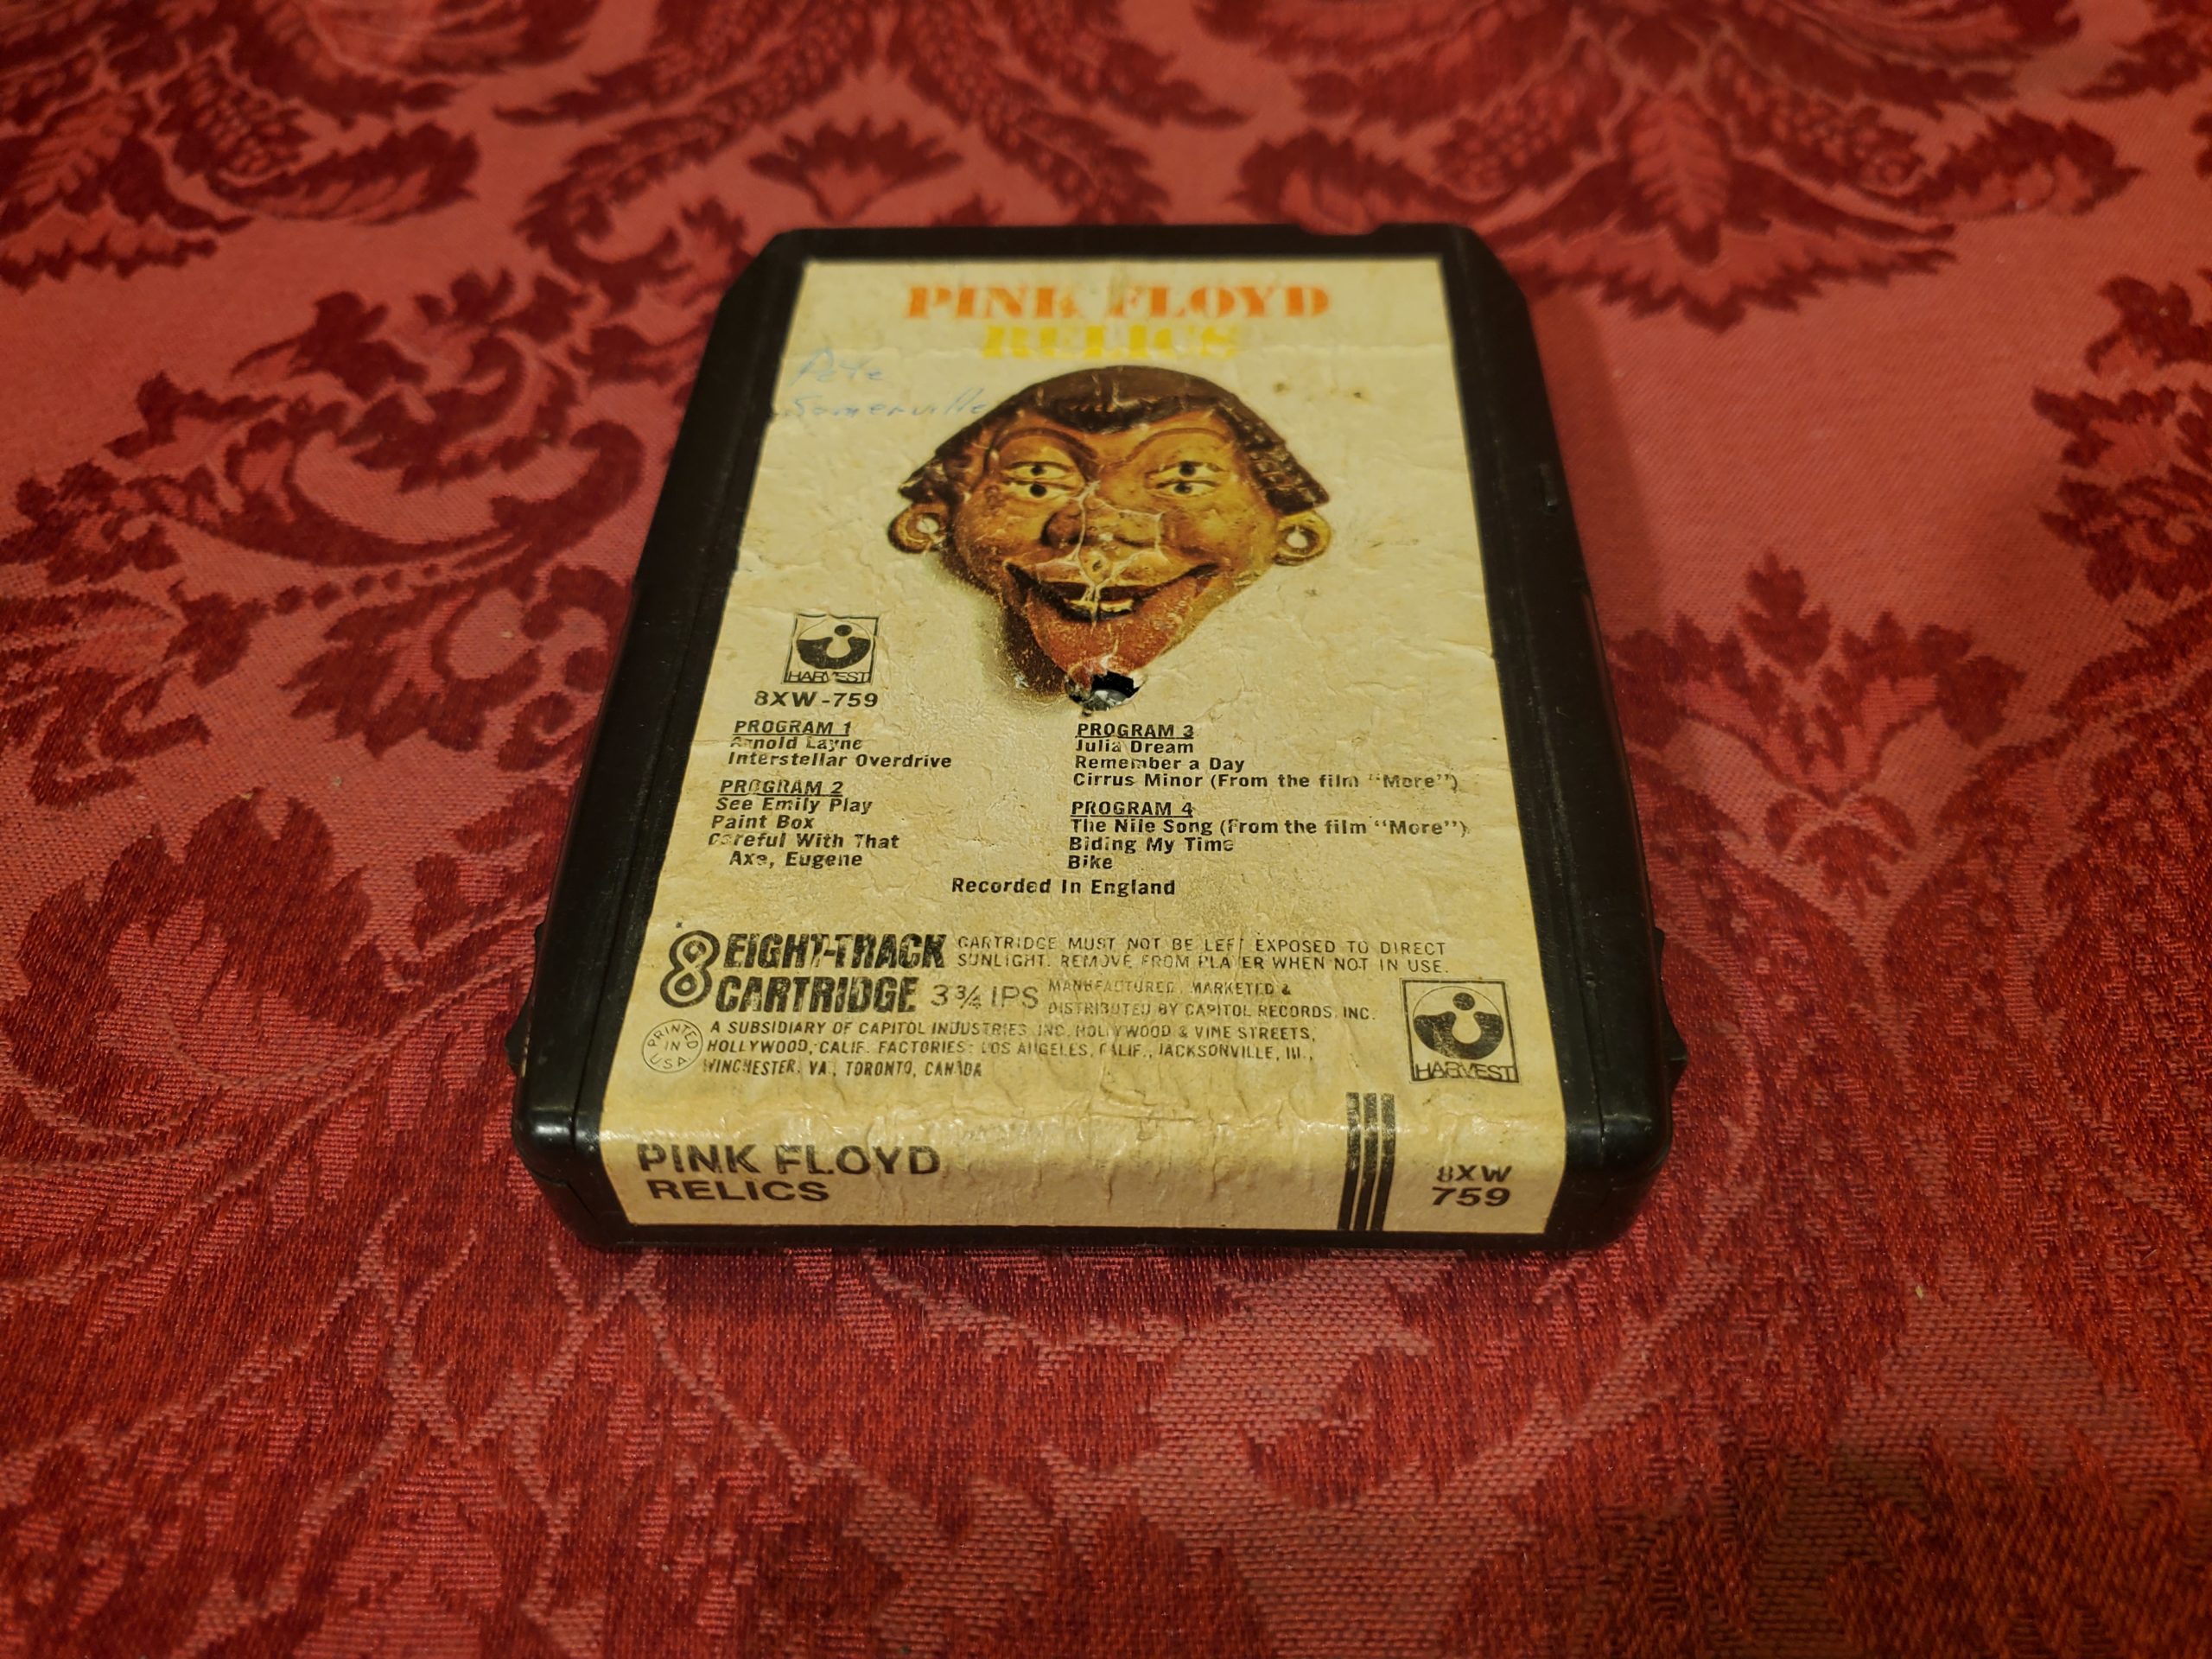 PINK FLOYD
RELICS
Pete
Somerville
HARVEST
8XW-759
PROGRAM 1
Arnold Layne
Interstellar Overdrive
PROGRAM 2
See Emily Play
Paint Box
Careful With That
Axe, Eugene
PROGRAM 3
Julia Dream
Remember a Day
Cirrus Minor (From the film "More")
PROGRAM 4
The Nile Song (From the film "More")
Biding My Time
Bike
Recorded In England
8 EIGHT-TRACK
CARTRIDGE 3¾ IPS
CARTRIDGE MUST NOT BE LEFT EXPOSED TO DIRECT
SUNLIGHT. REMOVE FROM PLAYER WHEN NOT IN USE.
MANUFACTURED, MARKETED &
DISTRIBUTED BY CAPITOL RECORDS, INC.
A SUBSIDIARY OF CAPITOL INDUSTRIES, INC. HOLLYWOOD & VINE STREETS,
HOLLYWOOD, CALIF. FACTORIES: LOS ANGELES, CALIF., JACKSONVILLE, Ill.,
WINCHESTER, VA., TORONTO, CANADA
PRINTED
IN
USA
HARVEST
PINK FLOYD
RELICS
8XW
759